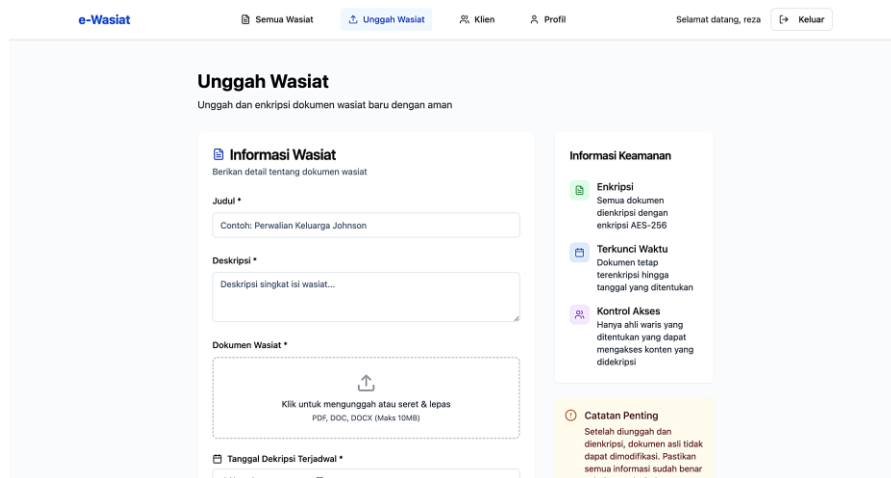 e-Wasiat
Semua Wasiat
Unggah Wasiat
Klien
Profil
Selamat datang, reza
Keluar
Unggah Wasiat
Unggah dan enkripsi dokumen wasiat baru dengan aman
Informasi Wasiat
Berikan detail tentang dokumen wasiat
Judul *
Contoh: Perwalian Keluarga Johnson
Deskripsi *
Deskripsi singkat isi wasiat...
Dokumen Wasiat *
Klik untuk mengunggah atau seret & lepas
PDF, DOC, DOCX (Maks 10MB)
Tanggal Dekripsi Terjadwal *
Informasi Keamanan
Enkripsi
Semua dokumen
dienkripsi dengan
enkripsi AES-256
Terkunci Waktu
Dokumen tetap
terenkripsi hingga
tanggal yang ditentukan
Kontrol Akses
Hanya ahli waris yang
ditentukan yang dapat
mengakses konten yang
didekripsi
Catatan Penting
Setelah diunggah dan
dienkripsi, dokumen asli tidak
dapat dimodifikasi. Pastikan
semua informasi sudah benar